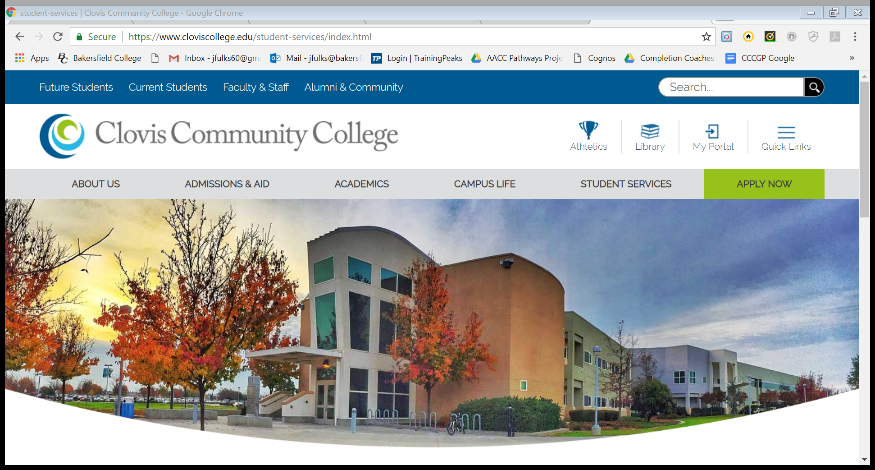 student-services | Clovis Community College - Google Chrome
Secure | https://www.cloviscollege.edu/student-services/index.html
Apps Bakersfield College Inbox - jfulks60@gm Mail - jfulks@bakersf Login | TrainingPeaks AACC Pathways Proje Cognos Completion Coaches CCCGP Google »
Future Students Current Students Faculty & Staff Alumni & Community Search...
Clovis Community College
Athletics Library My Portal Quick Links
ABOUT US ADMISSIONS & AID ACADEMICS CAMPUS LIFE STUDENT SERVICES APPLY NOW